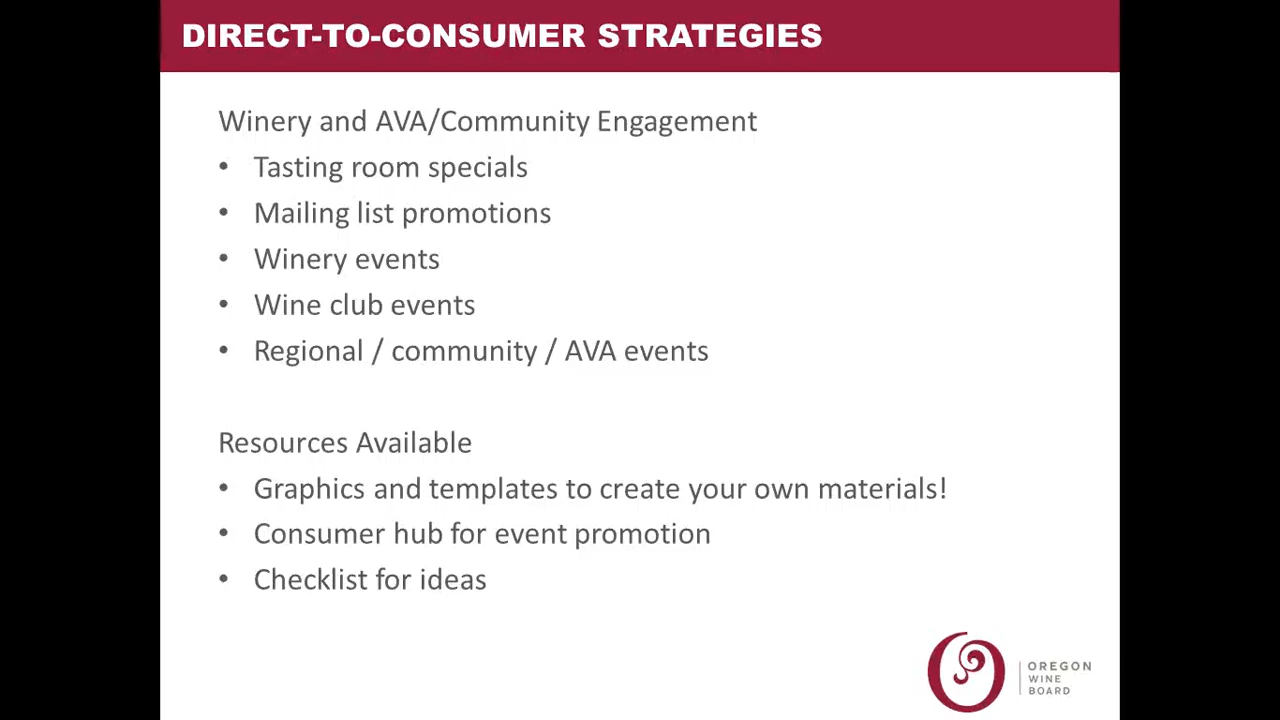 DIRECT-TO-CONSUMER STRATEGIES
Winery and AVA/Community Engagement
• Tasting room specials
• Mailing list promotions
• Winery events
• Wine club events
• Regional / community / AVA events
Resources Available
• Graphics and templates to create your own materials!
• Consumer hub for event promotion
• Checklist for ideas
OREGON
WINE
BOARD